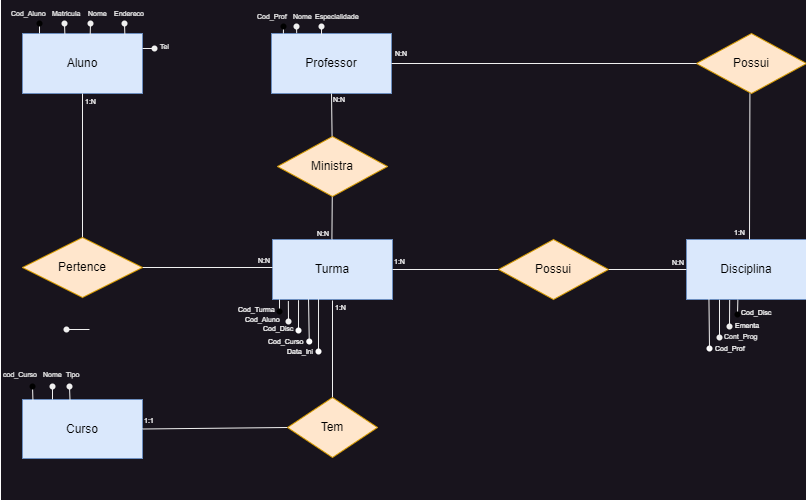 Cod_Aluno Matricula Nome Endereco
Tel
Aluno
1:N
Cod_Prof Nome Especialidade
Professor
N:N
N:N
Possui
Ministra
N:N
Pertence
N:N
Turma
1:N
Possui
N:N
1:N
Disciplina
Cod_Turma
Cod_Aluno
Cod_Disc
Cod_Curso
Data_Ini
1:N
Cod_Disc
Ementa
Cont_Prog
Cod_Prof
cod_Curso Nome Tipo
Curso
1:1
Tem